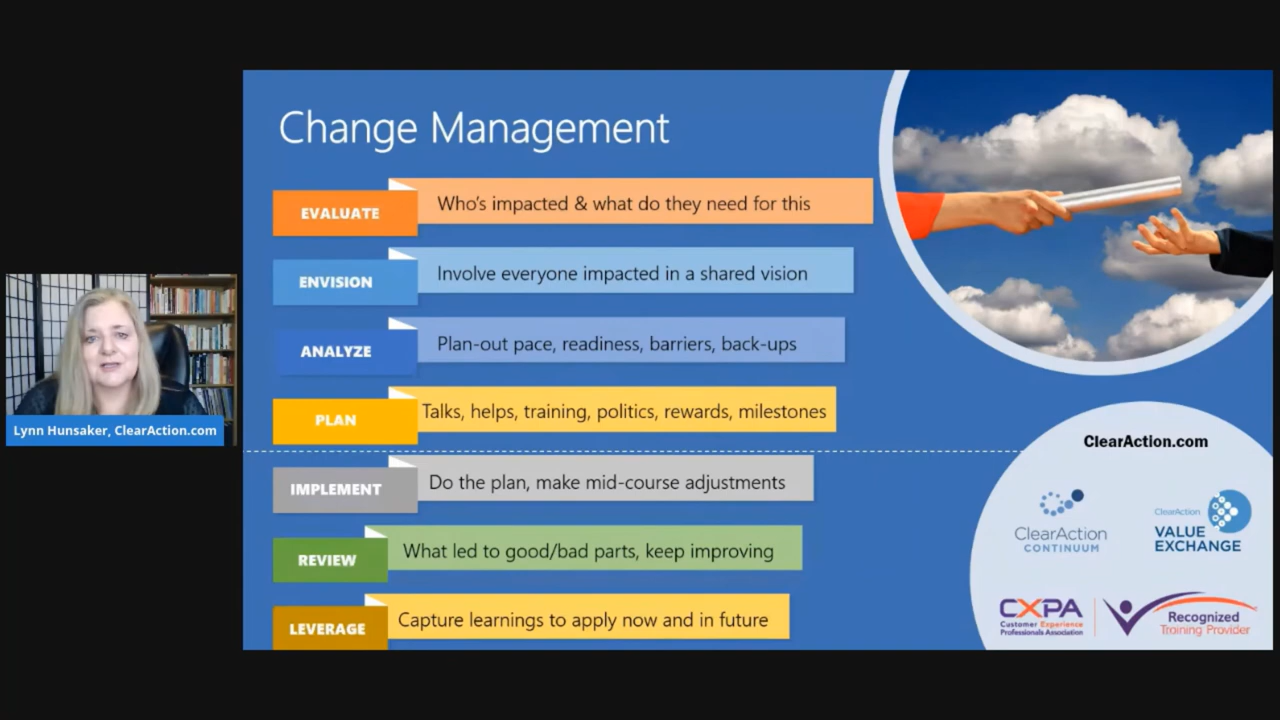 Change Management
EVALUATE
Who's impacted & what do they need for this
ENVISION
Involve everyone impacted in a shared vision
ANALYZE
Plan-out pace, readiness, barriers, back-ups
PLAN
Talks, helps, training, politics, rewards, milestones
IMPLEMENT
Do the plan, make mid-course adjustments
REVIEW
What led to good/bad parts, keep improving
LEVERAGE
Capture learnings to apply now and in future
Lynn Hunsaker, ClearAction.com
ClearAction.com
ClearAction
CONTINUUM
ClearAction
VALUE
EXCHANGE
CXPA
Customer Experience
Professionals Association
Recognized
Training Provider